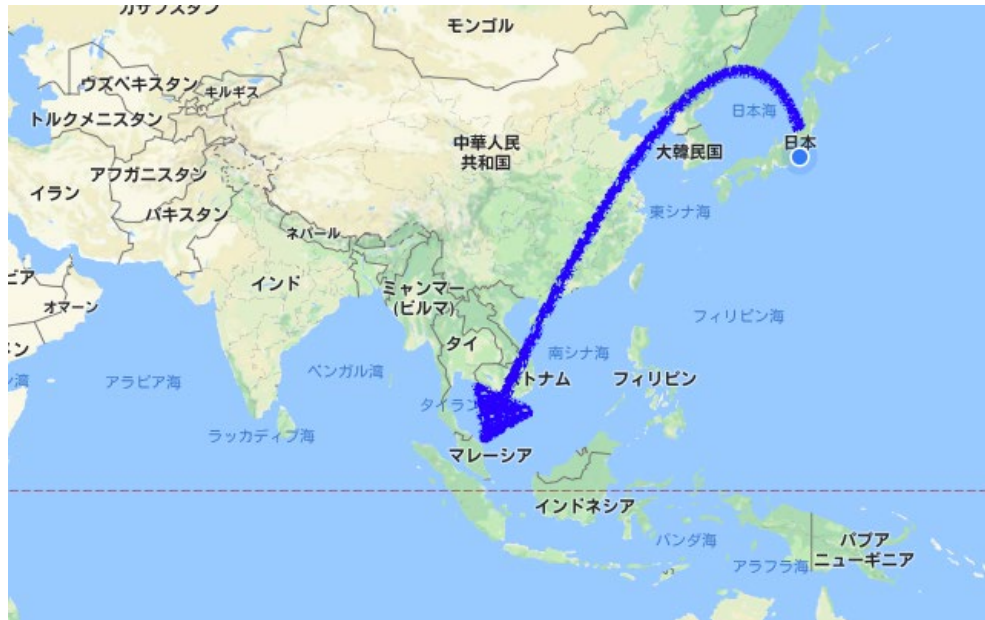 カザフスタン
モンゴル
ウズベキスタン
キルギス
トルクメニスタン
日本海
中華人民
共和国
日本
大韓民国
アフガニスタン
イラン
パキスタン
東シナ海
ネパール
インド
ミャンマー
(ビルマ)
オマーン
フィリピン海
タイ
南シナ海
ベンガル湾
アラビア海
トナム
フィリピン
タイラン
ラッカディブ海
マレーシア
インドネシア
バンダ海
パプア
ニューギニア
アラフラ海